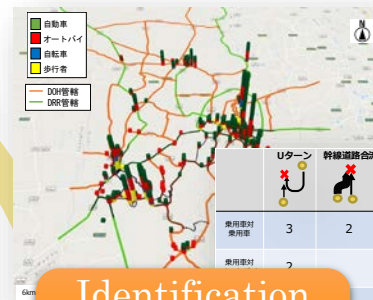 自動車
オートバイ
自転車
歩行者
DOH管轄
DRR管轄
N
Uターン 幹線道路合流
乗用車対
乗用車
3 2
乗用車対
2
6km
Identification